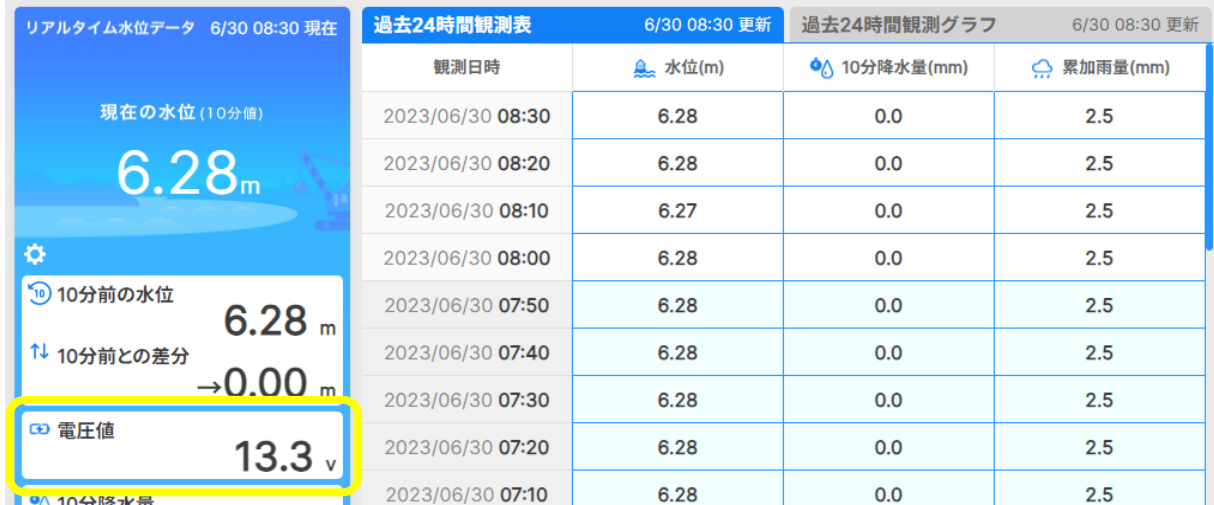 リアルタイム水位データ 6/30 08:30 現在
現在の水位 (10分値)
6.28m
10分前の水位
6.28 m
10分前との差分
→0.00 m
電圧値
13.3 v
10分降水量
過去24時間観測表 6/30 08:30 更新
過去24時間観測グラフ 6/30 08:30 更新
観測日時 水位(m) 10分降水量(mm) 累加雨量(mm)
2023/06/30 08:30 6.28 0.0 2.5
2023/06/30 08:20 6.28 0.0 2.5
2023/06/30 08:10 6.27 0.0 2.5
2023/06/30 08:00 6.28 0.0 2.5
2023/06/30 07:50 6.28 0.0 2.5
2023/06/30 07:40 6.28 0.0 2.5
2023/06/30 07:30 6.28 0.0 2.5
2023/06/30 07:20 6.28 0.0 2.5
2023/06/30 07:10 6.28 0.0 2.5